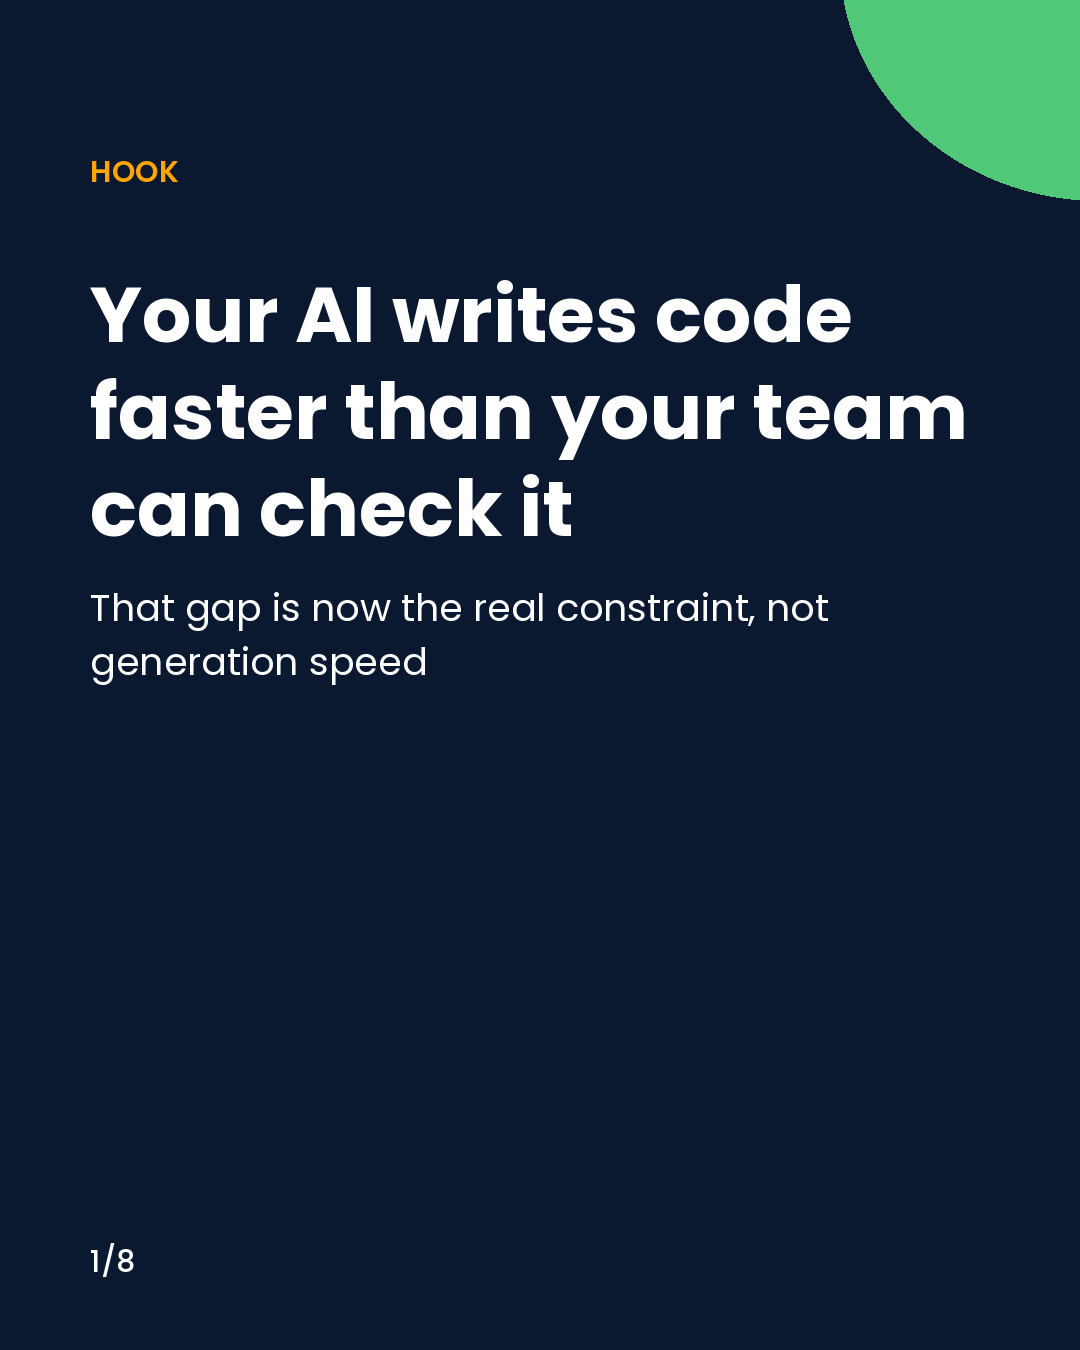 HOOK
Your AI writes code
faster than your team
can check it
That gap is now the real constraint, not
generation speed
1/8